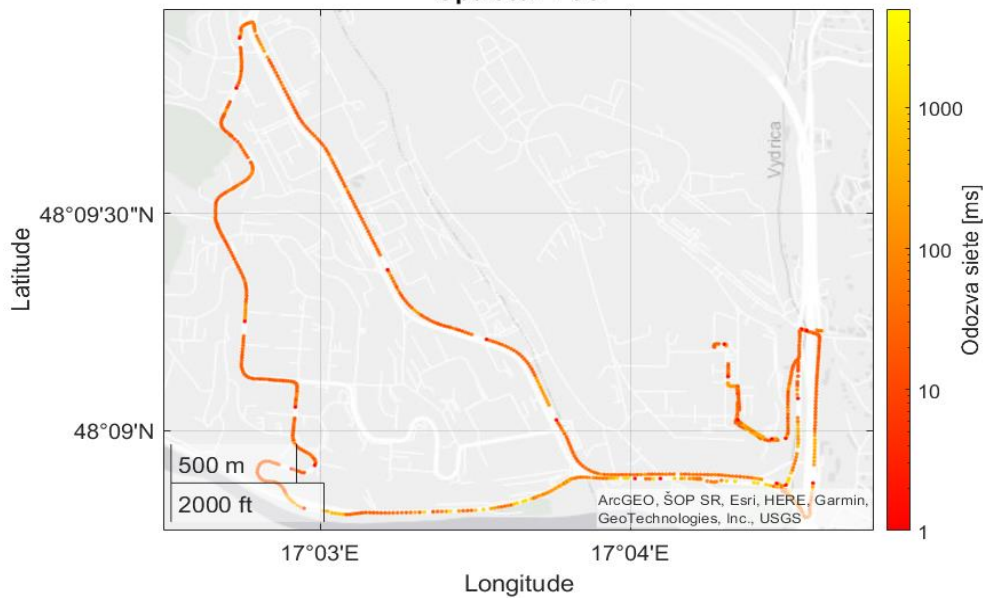 Latitude
48°09'30"N
48°09'N
Vydrica
500 m
2000 ft
ArcGEO, ŠOP SR, Esri, HERE, Garmin,
GeoTechnologies, Inc., USGS
17°03'E
17°04'E
Longitude
1000
100
10
1
Odozva siete [ms]